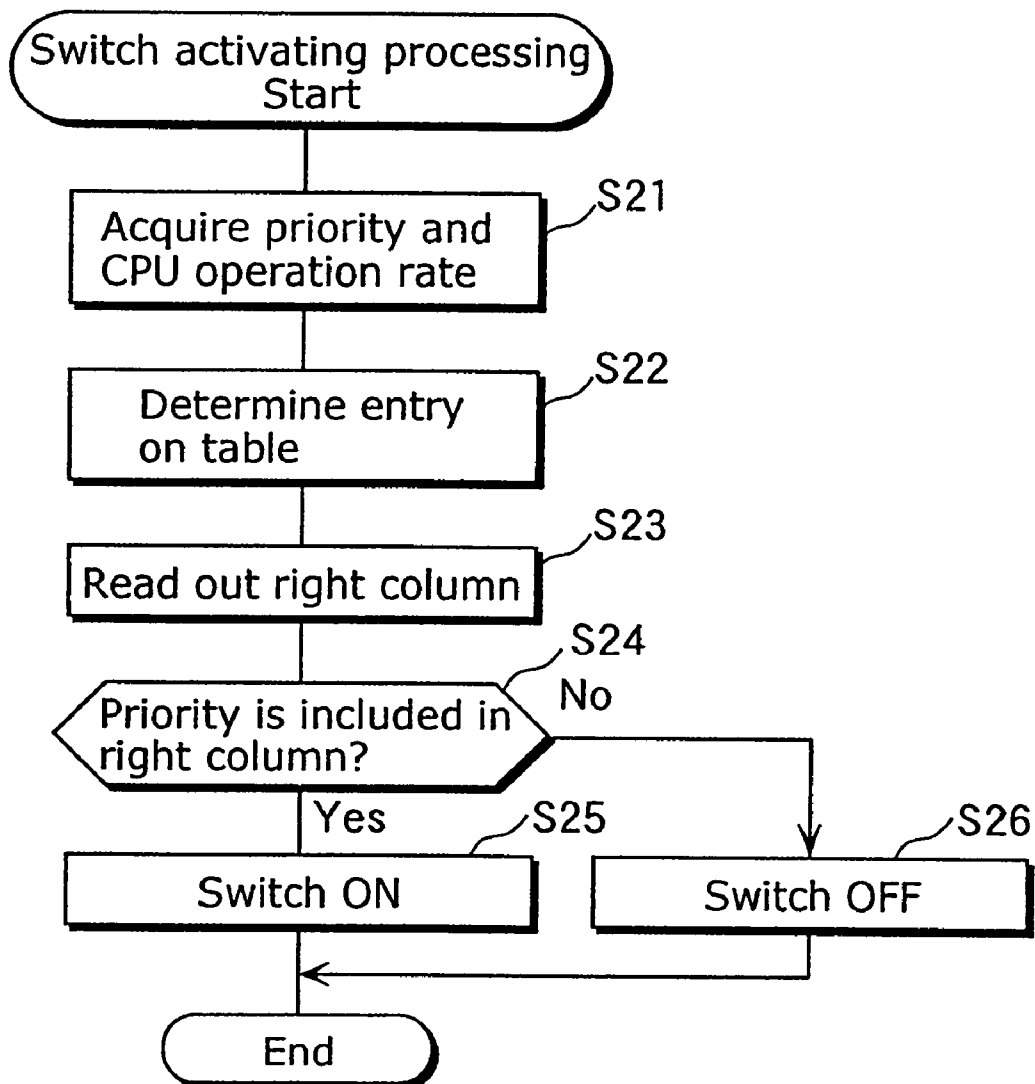 Switch activating processing
Start
S21
Acquire priority and
CPU operation rate
S22
Determine entry
on table
S23
Read out right column
S24
Priority is included in
right column?
No
Yes
S25
Switch ON
S26
Switch OFF
End